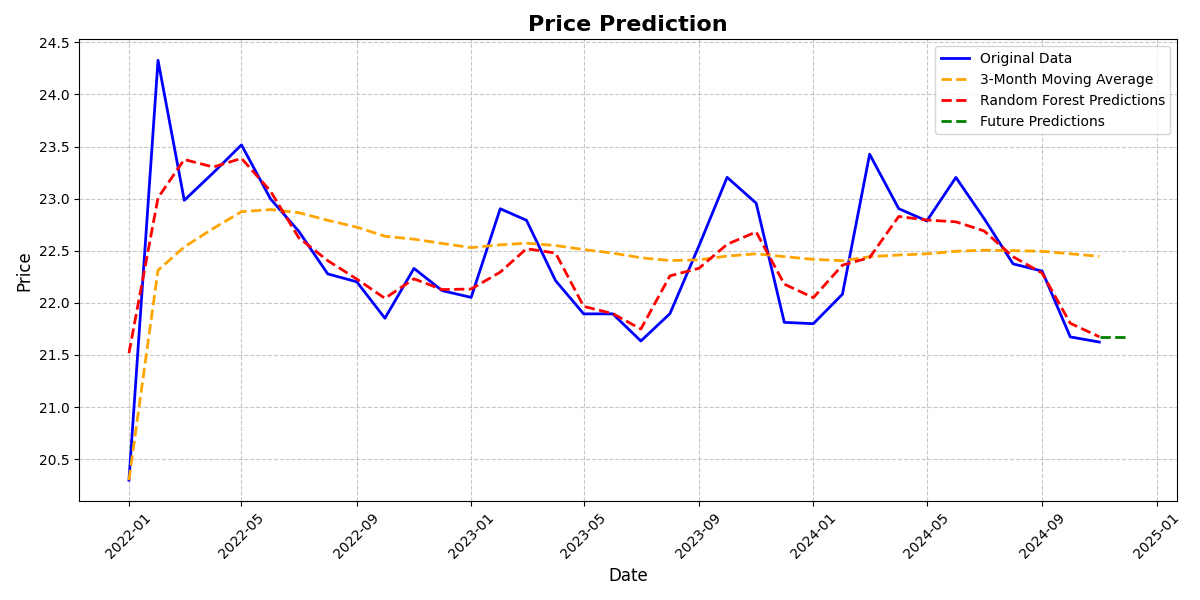 Price Prediction
Original Data
3-Month Moving Average
Random Forest Predictions
Future Predictions
Price
24.5
24.0
23.5
23.0
22.5
22.0
21.5
21.0
20.5
2022-01
2022-05
2022-09
2023-01
2023-05
2023-09
2024-01
2024-05
2024-09
2025-01
Date